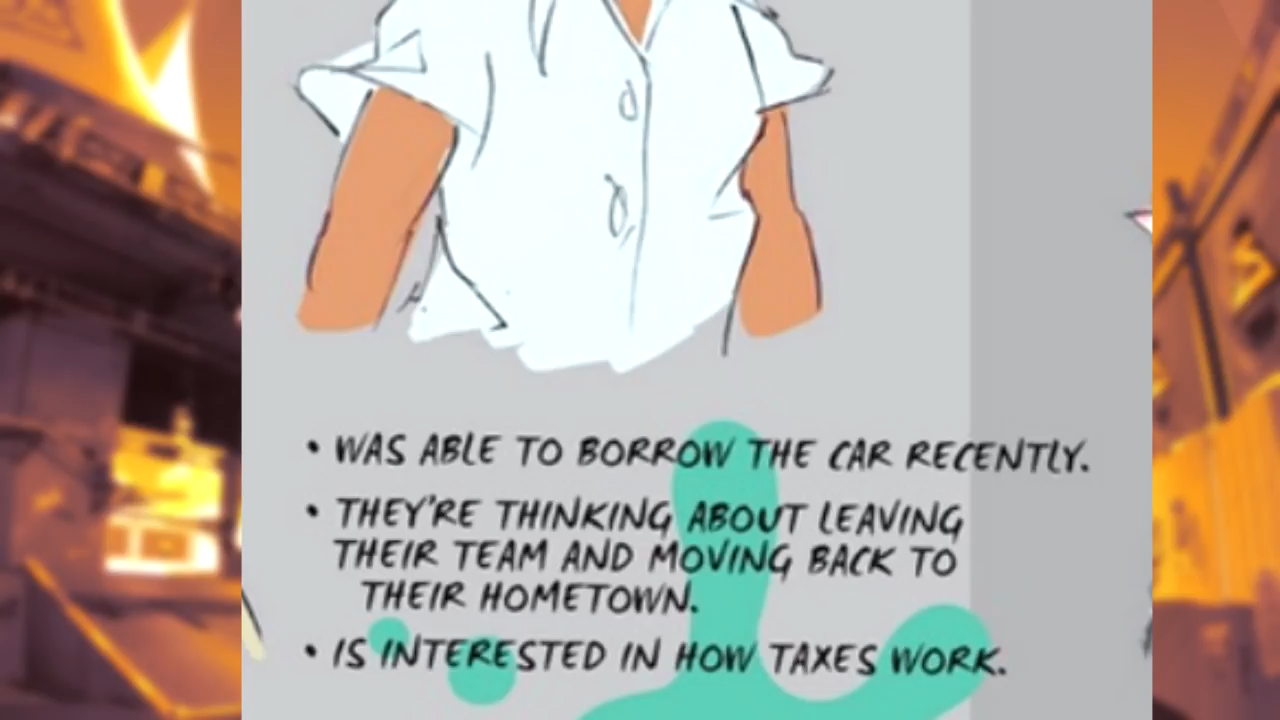 • WAS ABLE TO BORROW THE CAR RECENTLY.
• THEY'RE THINKING ABOUT LEAVING
THEIR TEAM AND MOVING BACK TO
THEIR HOMETOWN.
• IS INTERESTED IN HOW TAXES WORK.